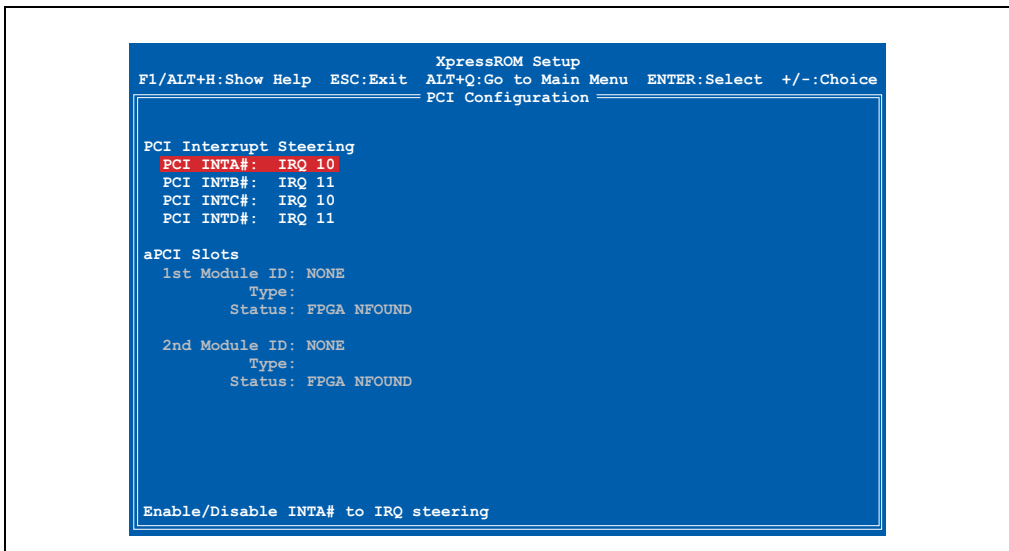 XpressROM Setup
F1/ALT+H:Show Help ESC:Exit ALT+Q:Go to Main Menu ENTER:Select +/-:Choice
PCI Configuration
PCI Interrupt Steering
PCI INTA#: IRQ 10
PCI INTB#: IRQ 11
PCI INTC#: IRQ 10
PCI INTD#: IRQ 11
aPCI Slots
1st Module ID: NONE
Type:
Status: FPGA NFOUND
2nd Module ID: NONE
Type:
Status: FPGA NFOUND
Enable/Disable INTA# to IRQ steering